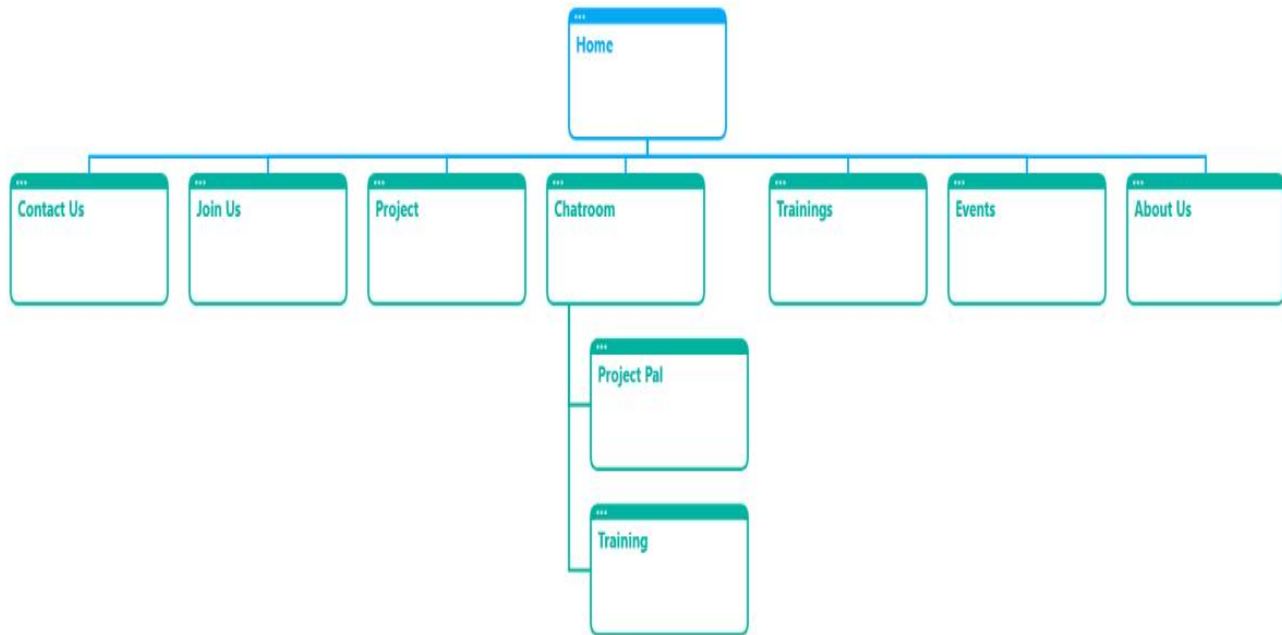 Home
Contact Us
Join Us
Project
Chatroom
Trainings
Events
About Us
Project Pal
Training